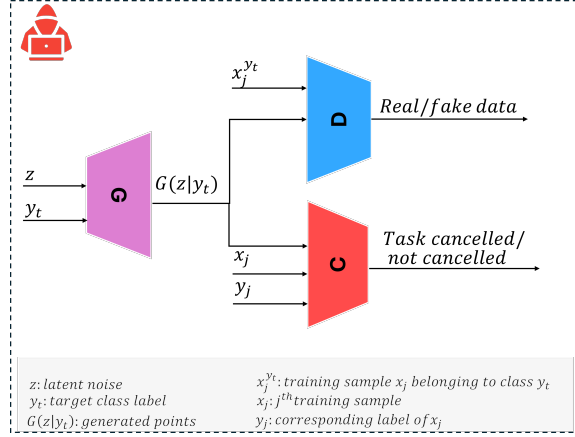 x_j^{y_t}
D
Real/fake data
z
G
G(z|y_t)
y_t
x_j
y_j
C
Task cancelled/
not cancelled
z: latent noise
y_t: target class label
G(z|y_t): generated points
x_j^{y_t}: training sample x_j belonging to class y_t
x_j: j^{th} training sample
y_j: corresponding label of x_j